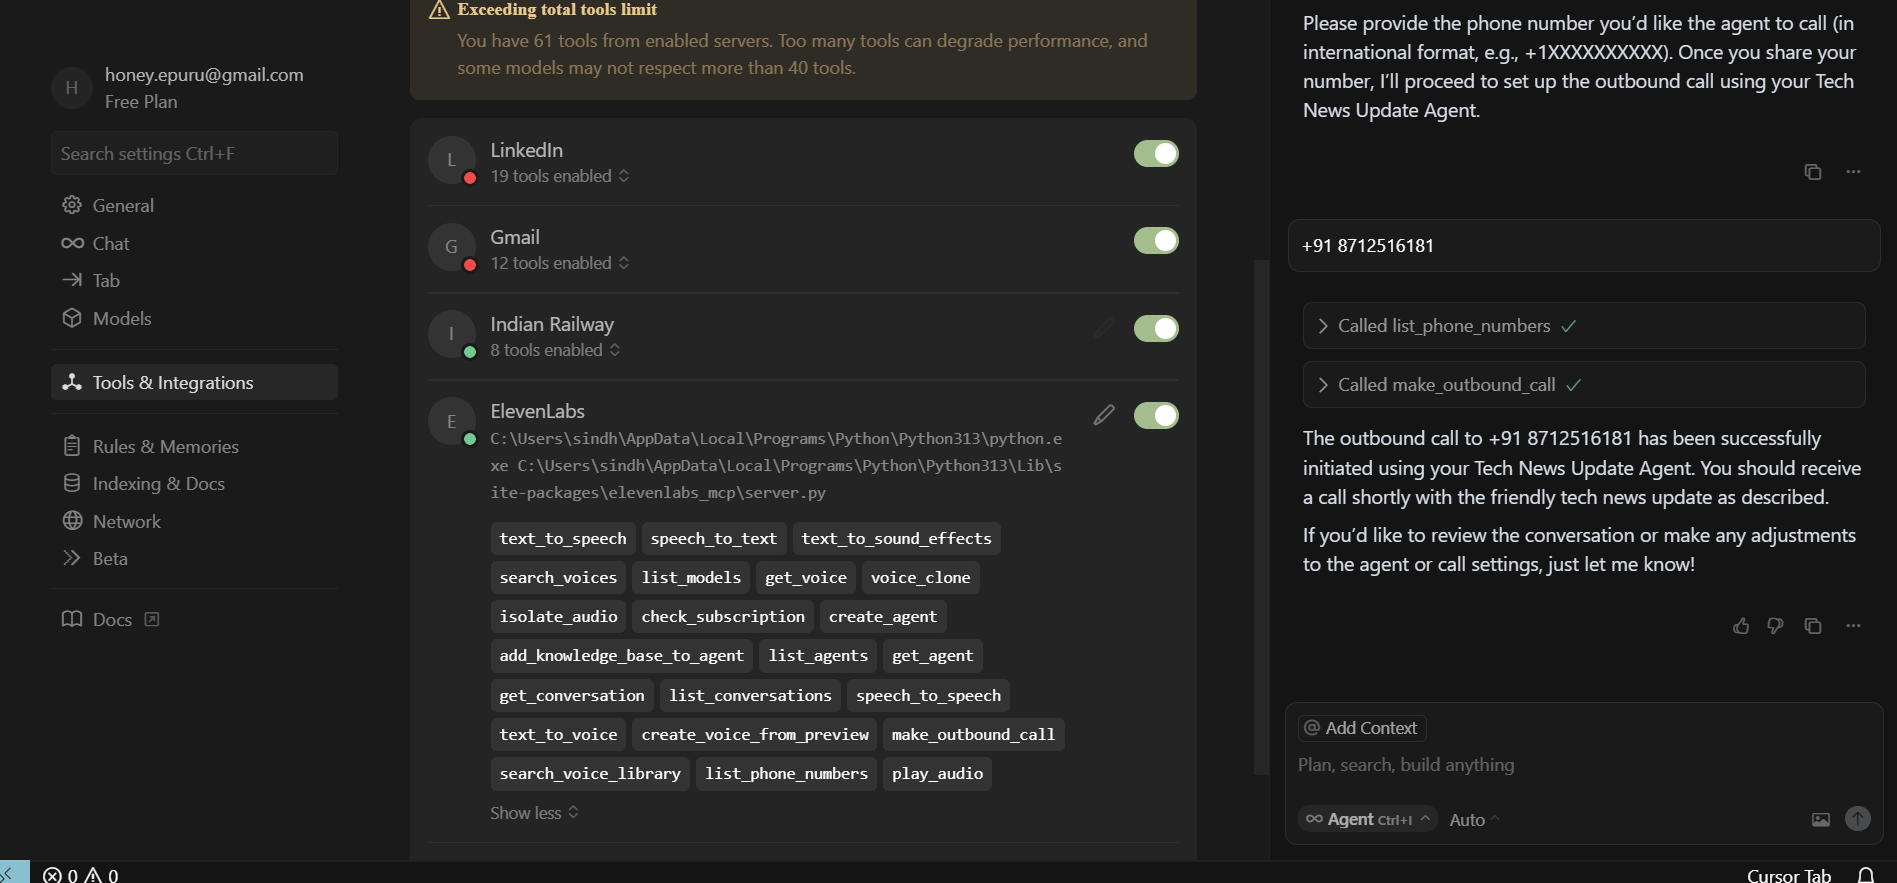 H
honey.epuru@gmail.com
Free Plan
Search settings Ctrl+F
General
Chat
Tab
Models
Tools & Integrations
Rules & Memories
Indexing & Docs
Network
Beta
Docs
Exceeding total tools limit
You have 61 tools from enabled servers. Too many tools can degrade performance, and
some models may not respect more than 40 tools.
L
LinkedIn
19 tools enabled
G
Gmail
12 tools enabled
I
Indian Railway
8 tools enabled
E
ElevenLabs
C:\Users\sindh\AppData\Local\Programs\Python\Python313\python.e
xe C:\Users\sindh\AppData\Local\Programs\Python\Python313\Lib\s
ite-packages\elevenlabs_mcp\server.py
text_to_speech speech_to_text text_to_sound_effects
search_voices list_models get_voice voice_clone
isolate_audio check_subscription create_agent
add_knowledge_base_to_agent list_agents get_agent
get_conversation list_conversations speech_to_speech
text_to_voice create_voice_from_preview make_outbound_call
search_voice_library list_phone_numbers play_audio
Show less
Please provide the phone number you’d like the agent to call (in
international format, e.g., +1XXXXXXXXXX). Once you share your
number, I’ll proceed to set up the outbound call using your Tech
News Update Agent.
+91 8712516181
Called list_phone_numbers
Called make_outbound_call
The outbound call to +91 8712516181 has been successfully
initiated using your Tech News Update Agent. You should receive
a call shortly with the friendly tech news update as described.
If you’d like to review the conversation or make any adjustments
to the agent or call settings, just let me know!
@ Add Context
Plan, search, build anything
Agent Ctrl+I Auto
0 0
Cursor Tab